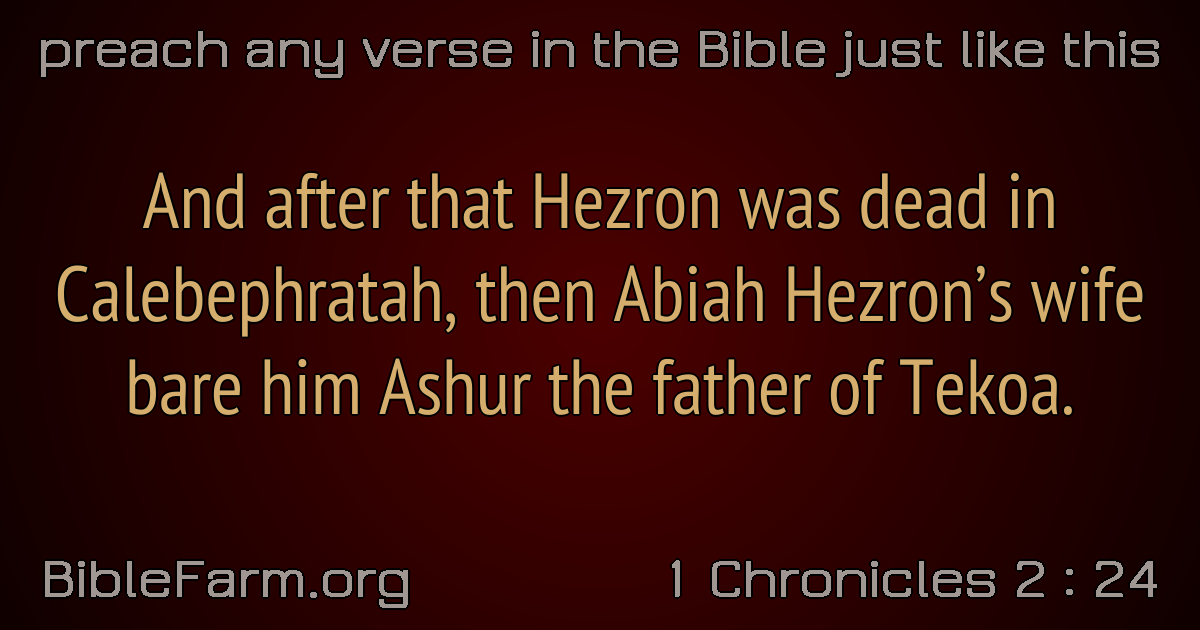 preach any verse in the Bible just like this
And after that Hezron was dead in
Calebephratah, then Abiah Hezron’s wife
bare him Ashur the father of Tekoa.
BibleFarm.org
1 Chronicles 2 : 24